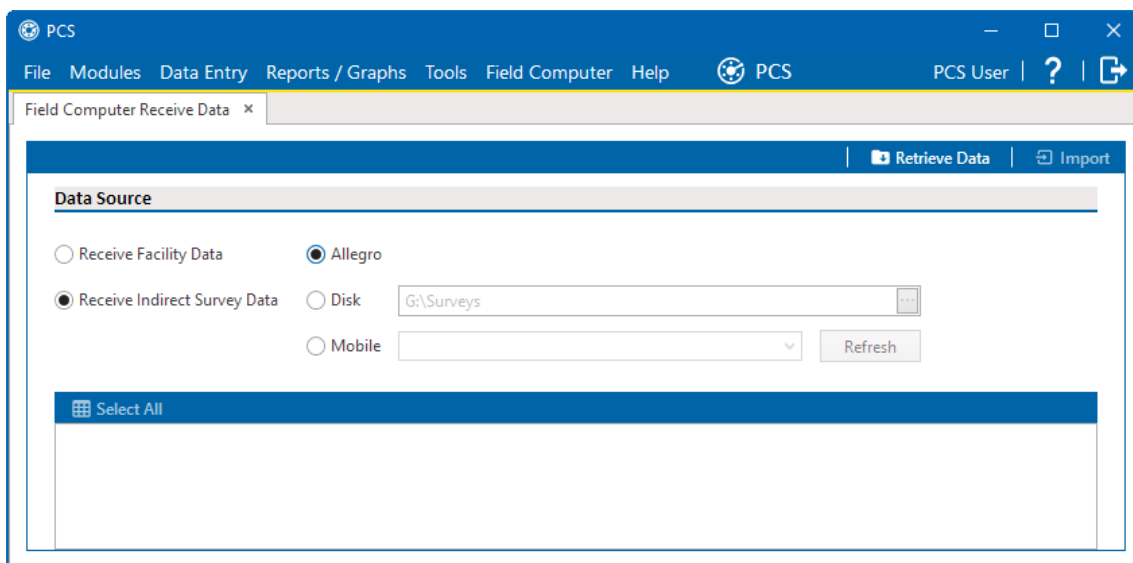 PCS
File Modules Data Entry Reports / Graphs Tools Field Computer Help PCS PCS User | ? |
Field Computer Receive Data ×
Retrieve Data | Import
Data Source
Receive Facility Data Allegro
Receive Indirect Survey Data Disk G:\Surveys ...
Mobile Refresh
Select All